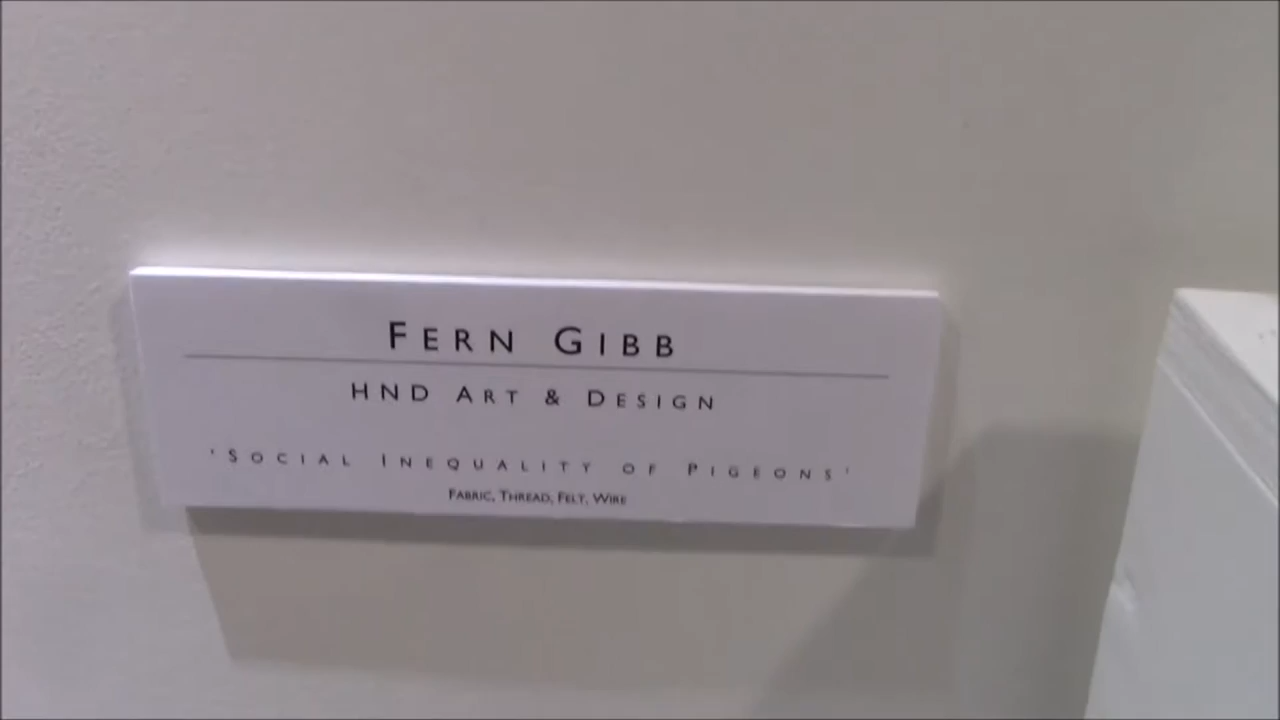 FERN GIBB
HND ART & DESIGN
'SOCIAL INEQUALITY OF PIGEONS'
FABRIC, THREAD, FELT, WIRE